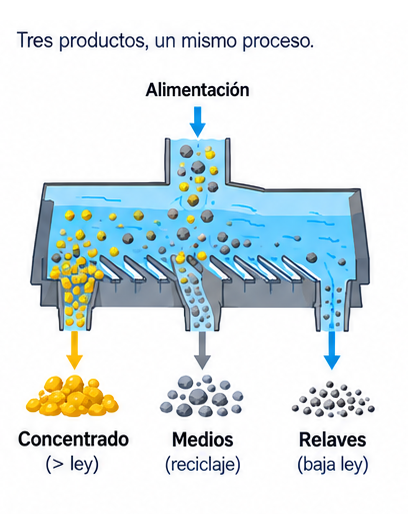 Tres productos, un mismo proceso.
Alimentación
Concentrado
(> ley)
Medios
(reciclaje)
Relaves
(baja ley)